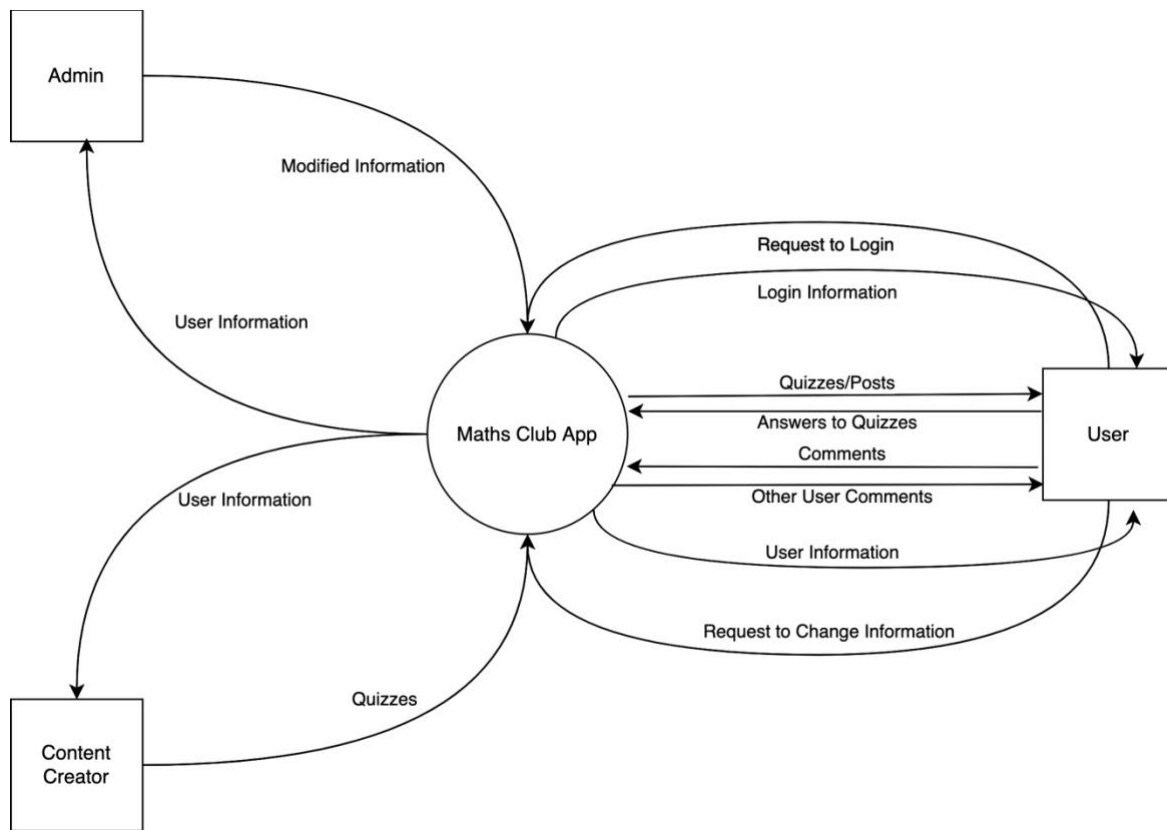 Admin
Modified Information
Request to Login
Login Information
User Information
Quizzes/Posts
Answers to Quizzes
Maths Club App
User
Comments
Other User Comments
User Information
User Information
Request to Change Information
Quizzes
Content
Creator